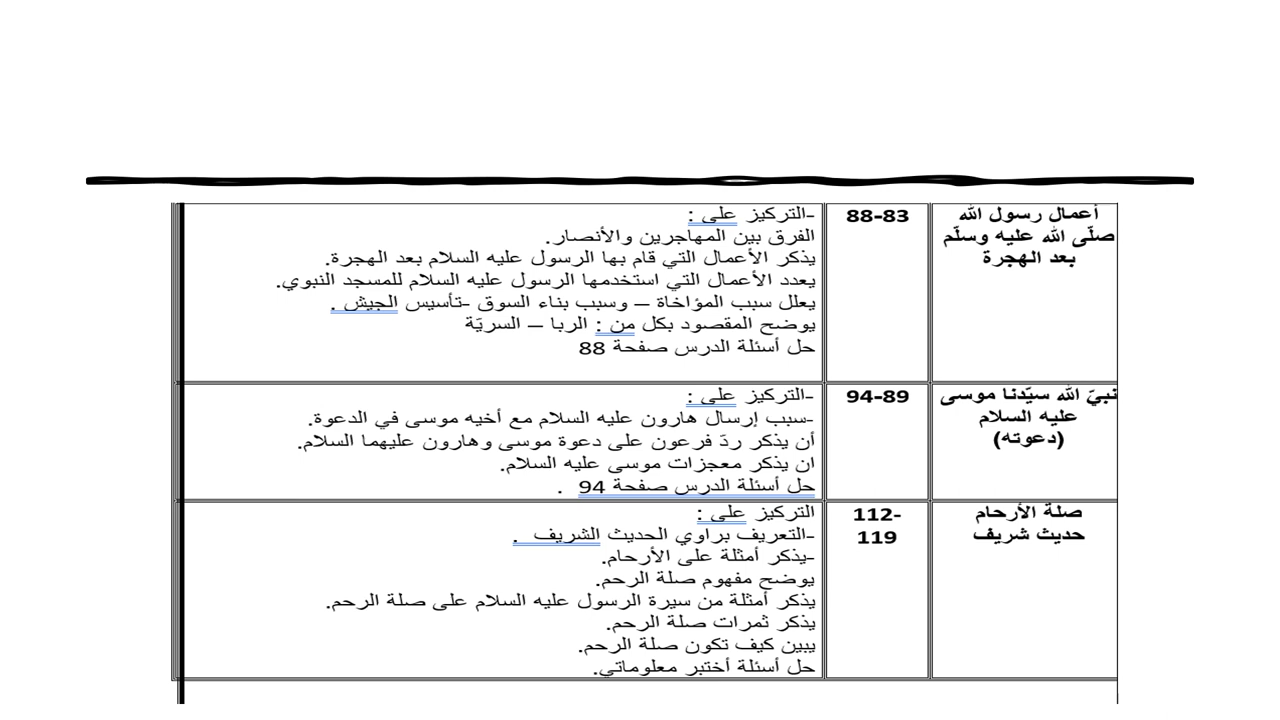 أعمال رسول الله
صلّى الله عليه وسلّم
بعد الهجرة
88-83
-التركيز على :
الفرق بين المهاجرين والأنصار.
يذكر الأعمال التي قام بها الرسول عليه السلام بعد الهجرة.
يعدد الأعمال التي استخدمها الرسول عليه السلام للمسجد النبوي.
يعلل سبب المؤاخاة – وسبب بناء السوق -تأسيس الجيش .
يوضح المقصود بكل من : الربا – السريّة
حل أسئلة الدرس صفحة 88
نبيّ الله سيّدنا موسى
عليه السلام
(دعوته)
94-89
-التركيز على :
-سبب إرسال هارون عليه السلام مع أخيه موسى في الدعوة.
أن يذكر ردّ فرعون على دعوة موسى وهارون عليهما السلام.
ان يذكر معجزات موسى عليه السلام.
حل أسئلة الدرس صفحة 94 .
صلة الأرحام
حديث شريف
112-
119
التركيز على :
-التعريف براوي الحديث الشريف .
-يذكر أمثلة على الأرحام.
يوضح مفهوم صلة الرحم.
يذكر أمثلة من سيرة الرسول عليه السلام على صلة الرحم.
يذكر ثمرات صلة الرحم.
يبين كيف تكون صلة الرحم.
حل أسئلة أختبر معلوماتي.